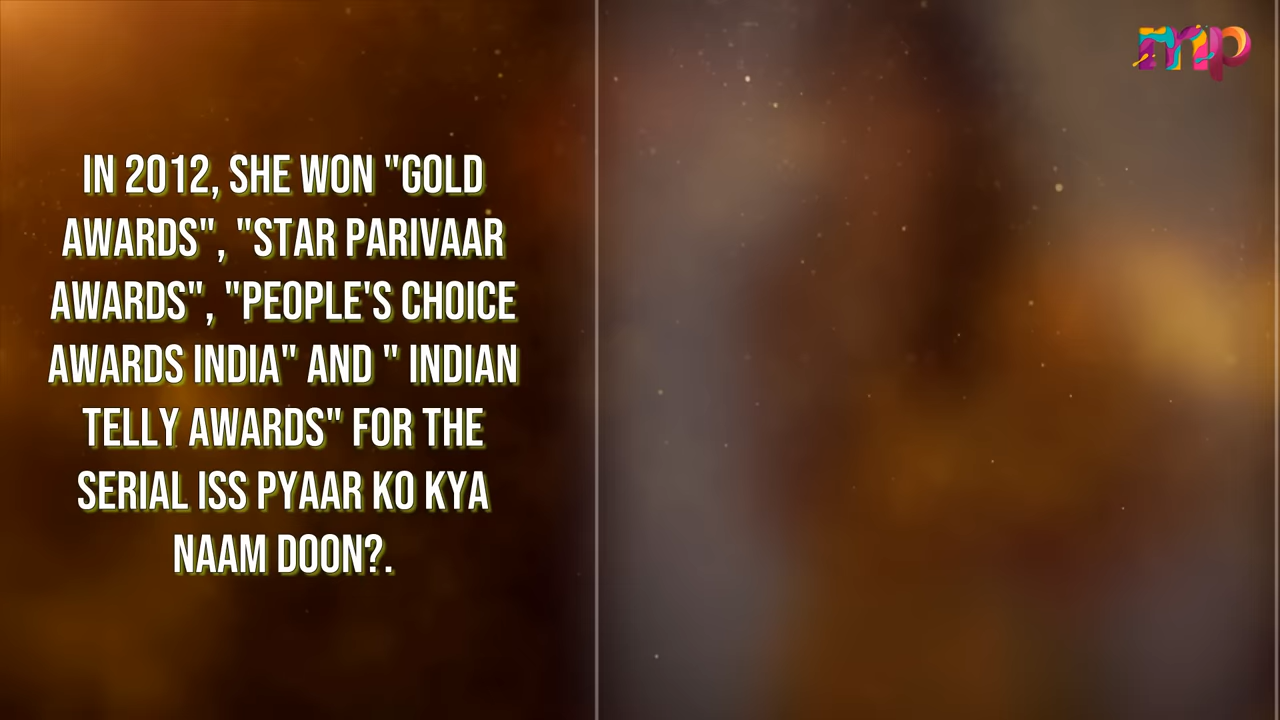 IN 2012, SHE WON "GOLD
AWARDS", "STAR PARIVAAR
AWARDS", "PEOPLE'S CHOICE
AWARDS INDIA" AND " INDIAN
TELLY AWARDS" FOR THE
SERIAL ISS PYAAR KO KYA
NAAM DOON?.
mp